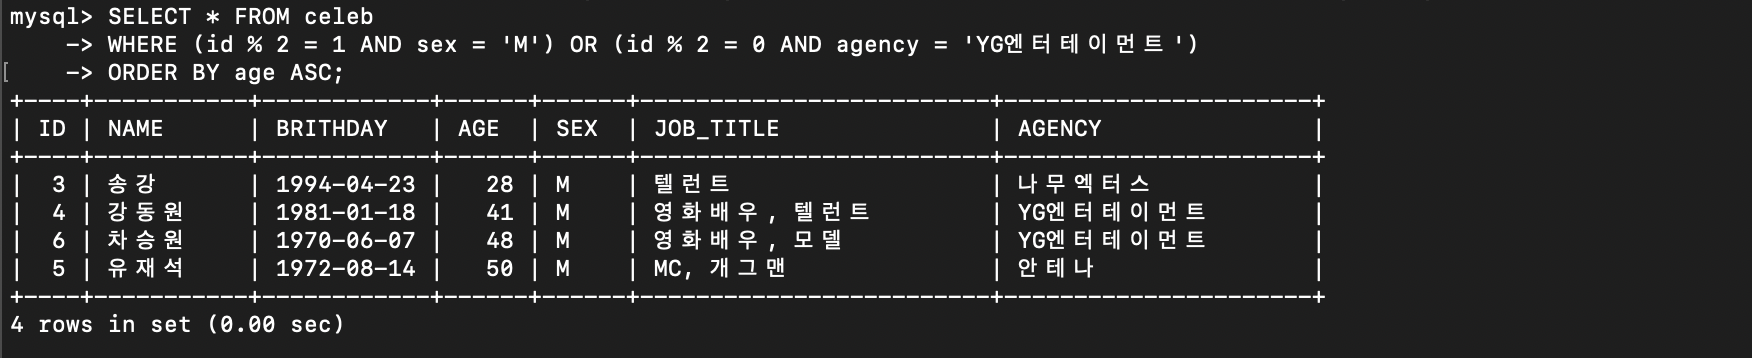 mysql> SELECT * FROM celeb
    -> WHERE (id % 2 = 1 AND sex = 'M') OR (id % 2 = 0 AND agency = 'YG엔터테이먼트')
[    -> ORDER BY age ASC;
+----+-----------+------------+------+------+------------------------+----------------------+
| ID | NAME      | BRITHDAY   | AGE  | SEX  | JOB_TITLE              | AGENCY               |
+----+-----------+------------+------+------+------------------------+----------------------+
|  3 | 송강      | 1994-04-23 |   28 | M    | 텔런트                 | 나무엑터스           |
|  4 | 강동원    | 1981-01-18 |   41 | M    | 영화배우, 텔런트       | YG엔터테이먼트       |
|  6 | 차승원    | 1970-06-07 |   48 | M    | 영화배우, 모델         | YG엔터테이먼트       |
|  5 | 유재석    | 1972-08-14 |   50 | M    | MC, 개그맨             | 안테나               |
+----+-----------+------------+------+------+------------------------+----------------------+
4 rows in set (0.00 sec)